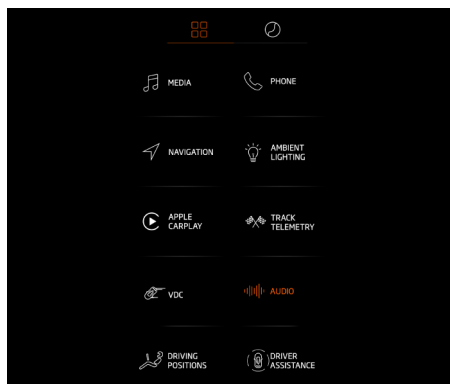 MEDIA
PHONE
NAVIGATION
AMBIENT
LIGHTING
APPLE
CARPLAY
TRACK
TELEMETRY
VDC
AUDIO
DRIVING
POSITIONS
DRIVER
ASSISTANCE